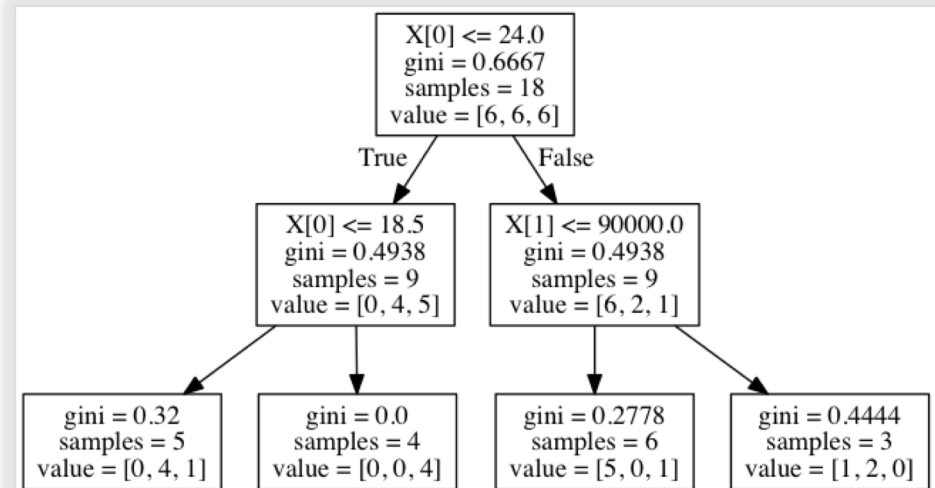 X[0] <= 24.0
gini = 0.6667
samples = 18
value = [6, 6, 6]
True
False
X[0] <= 18.5
gini = 0.4938
samples = 9
value = [0, 4, 5]
X[1] <= 90000.0
gini = 0.4938
samples = 9
value = [6, 2, 1]
gini = 0.32
samples = 5
value = [0, 4, 1]
gini = 0.0
samples = 4
value = [0, 0, 4]
gini = 0.2778
samples = 6
value = [5, 0, 1]
gini = 0.4444
samples = 3
value = [1, 2, 0]